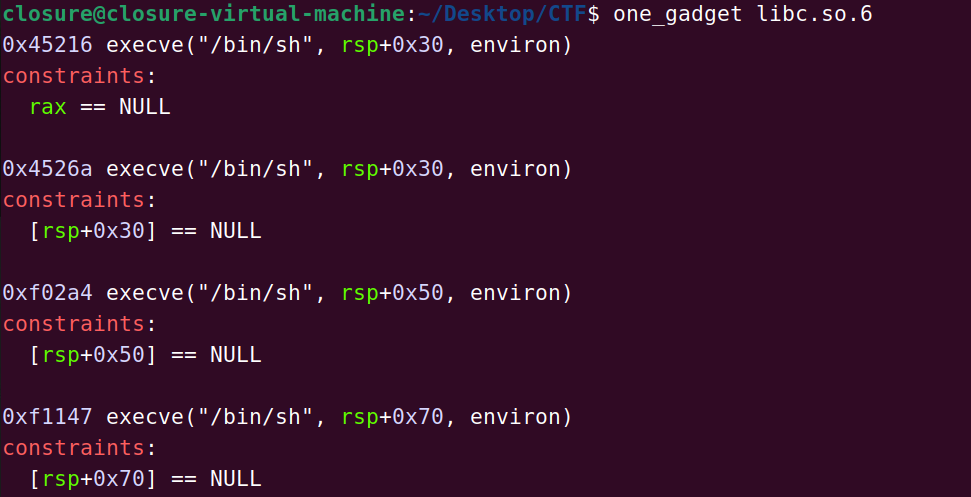 closure@closure-virtual-machine:~/Desktop/CTF$ one_gadget libc.so.6
0x45216 execve("/bin/sh", rsp+0x30, environ)
constraints:
  rax == NULL

0x4526a execve("/bin/sh", rsp+0x30, environ)
constraints:
  [rsp+0x30] == NULL

0xf02a4 execve("/bin/sh", rsp+0x50, environ)
constraints:
  [rsp+0x50] == NULL

0xf1147 execve("/bin/sh", rsp+0x70, environ)
constraints:
  [rsp+0x70] == NULL